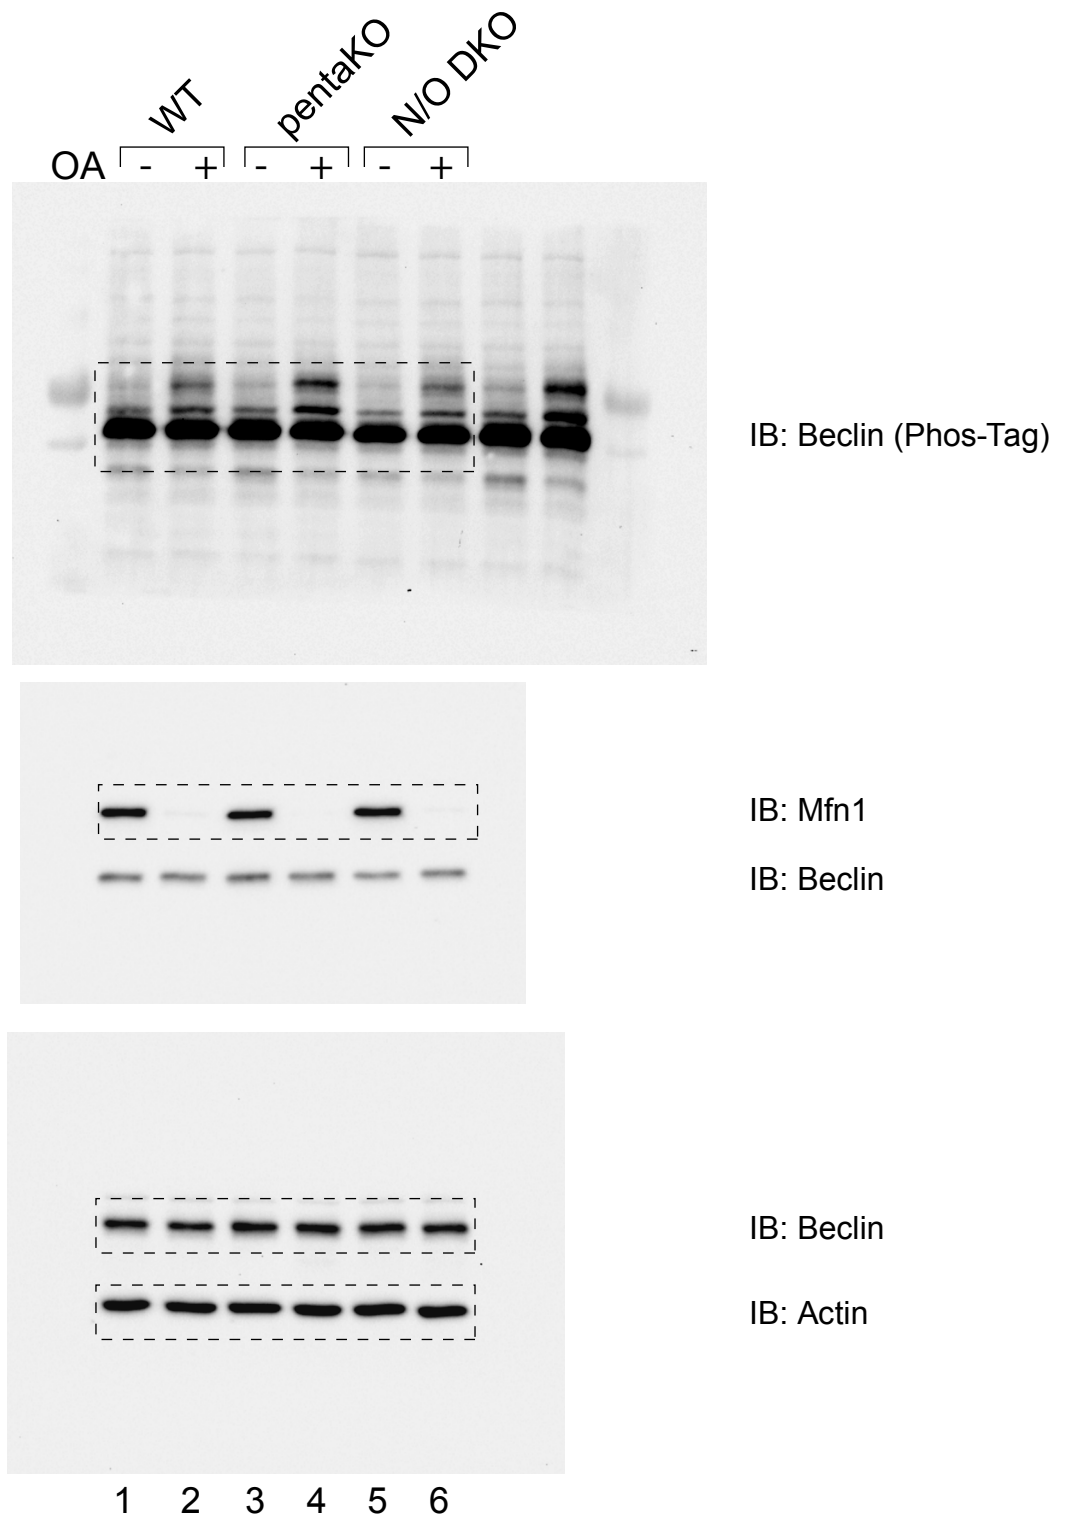 WT pentaKO N/O DKO
OA - + - + - +
IB: Beclin (Phos-Tag)
IB: Mfn1
IB: Beclin
IB: Beclin
IB: Actin
1 2 3 4 5 6